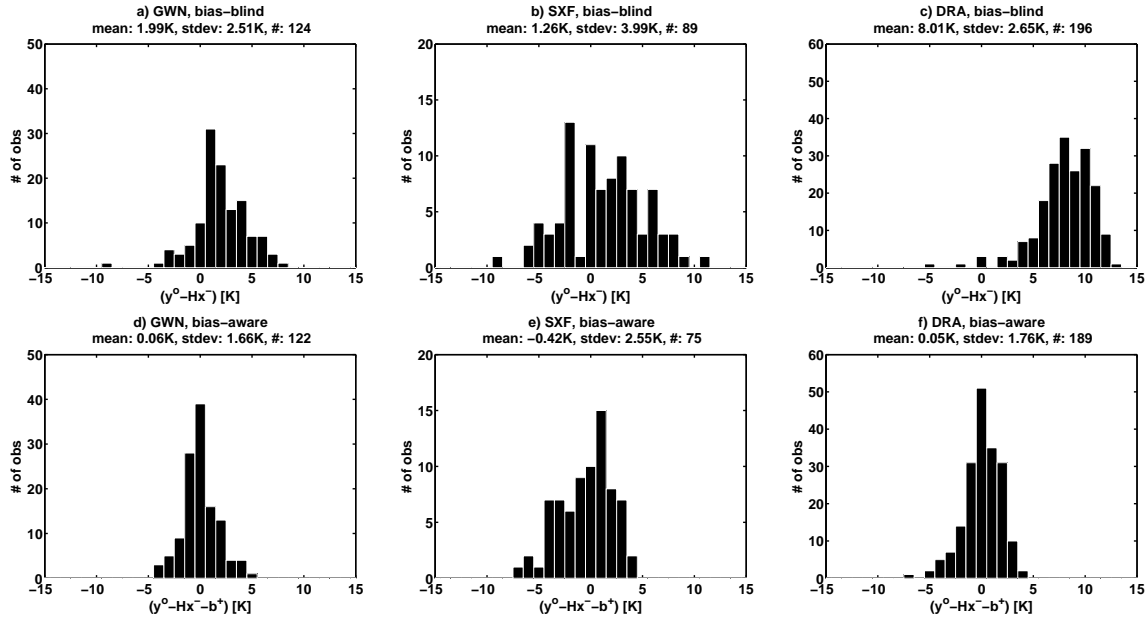 a) GWN, bias−blind
mean: 1.99K, stdev: 2.51K, #: 124
50
40
30
20
10
0
# of obs
−15 −10 −5 0 5 10 15
(yº−Hx⁻) [K]
b) SXF, bias−blind
mean: 1.26K, stdev: 3.99K, #: 89
20
15
10
5
0
# of obs
−15 −10 −5 0 5 10 15
(yº−Hx⁻) [K]
c) DRA, bias−blind
mean: 8.01K, stdev: 2.65K, #: 196
60
50
40
30
20
10
0
# of obs
−15 −10 −5 0 5 10 15
(yº−Hx⁻) [K]
d) GWN, bias−aware
mean: 0.06K, stdev: 1.66K, #: 122
50
40
30
20
10
0
# of obs
−15 −10 −5 0 5 10 15
(yº−Hx⁻−b⁺) [K]
e) SXF, bias−aware
mean: −0.42K, stdev: 2.55K, #: 75
20
15
10
5
0
# of obs
−15 −10 −5 0 5 10 15
(yº−Hx⁻−b⁺) [K]
f) DRA, bias−aware
mean: 0.05K, stdev: 1.76K, #: 189
60
50
40
30
20
10
0
# of obs
−15 −10 −5 0 5 10 15
(yº−Hx⁻−b⁺) [K]